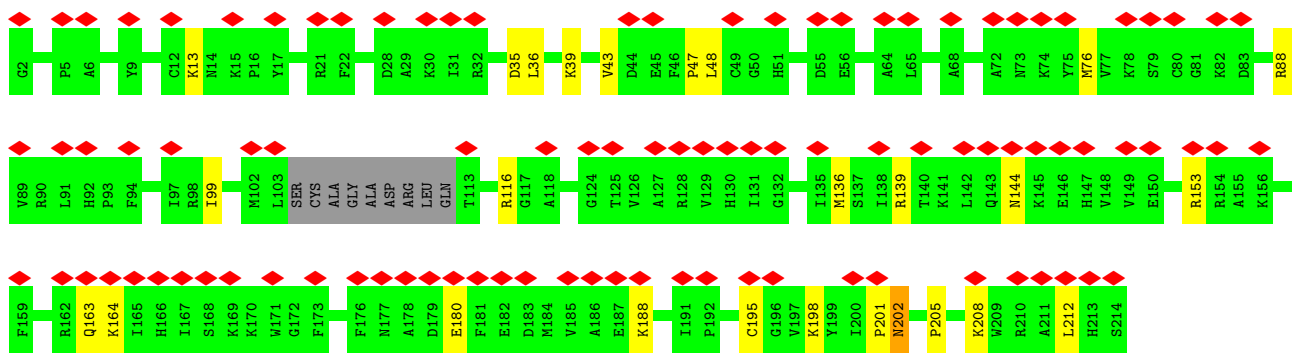 G2 P5 A6 Y9 C12 K13 N14 K15 P16 Y17 R21 F22 D28 A29 K30 I31 R32 D35 L36 K39 V43 D44 E45 F46 P47 L48 C49 G50 H51 D55 E56 A64 L65 A68 A72 N73 K74 Y75 M76 V77 K78 S79 C80 G81 K82 D83 R88
V89 R90 L91 H92 P93 F94 I97 R98 I99 M102 L103 SER CYS ALA GLY ALA ASP ARG LEU GLN T113 R116 G117 A118 G124 T125 V126 A127 R128 V129 H130 I131 G132 I135 M136 S137 I138 R139 T140 K141 L142 Q143 N144 K145 E146 H147 V148 V149 E150 R153 R154 A155 K156
F159 R162 Q163 K164 I165 H166 I167 S168 K169 K170 W171 G172 F173 F176 N177 A178 D179 E180 F181 E182 D183 M184 V185 A186 E187 K188 I191 P192 C195 G196 V197 K198 Y199 I200 P201 N202 P205 K208 W209 R210 A211 L212 H213 S214